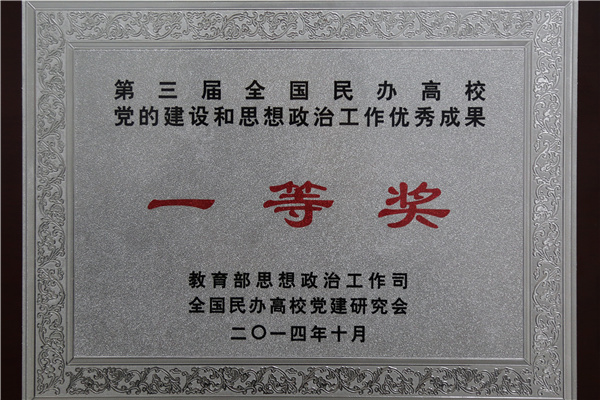 第三届全国民办高校
党的建设和思想政治工作优秀成果
一等奖
教育部思想政治工作司
全国民办高校党建研究会
二〇一四年十月